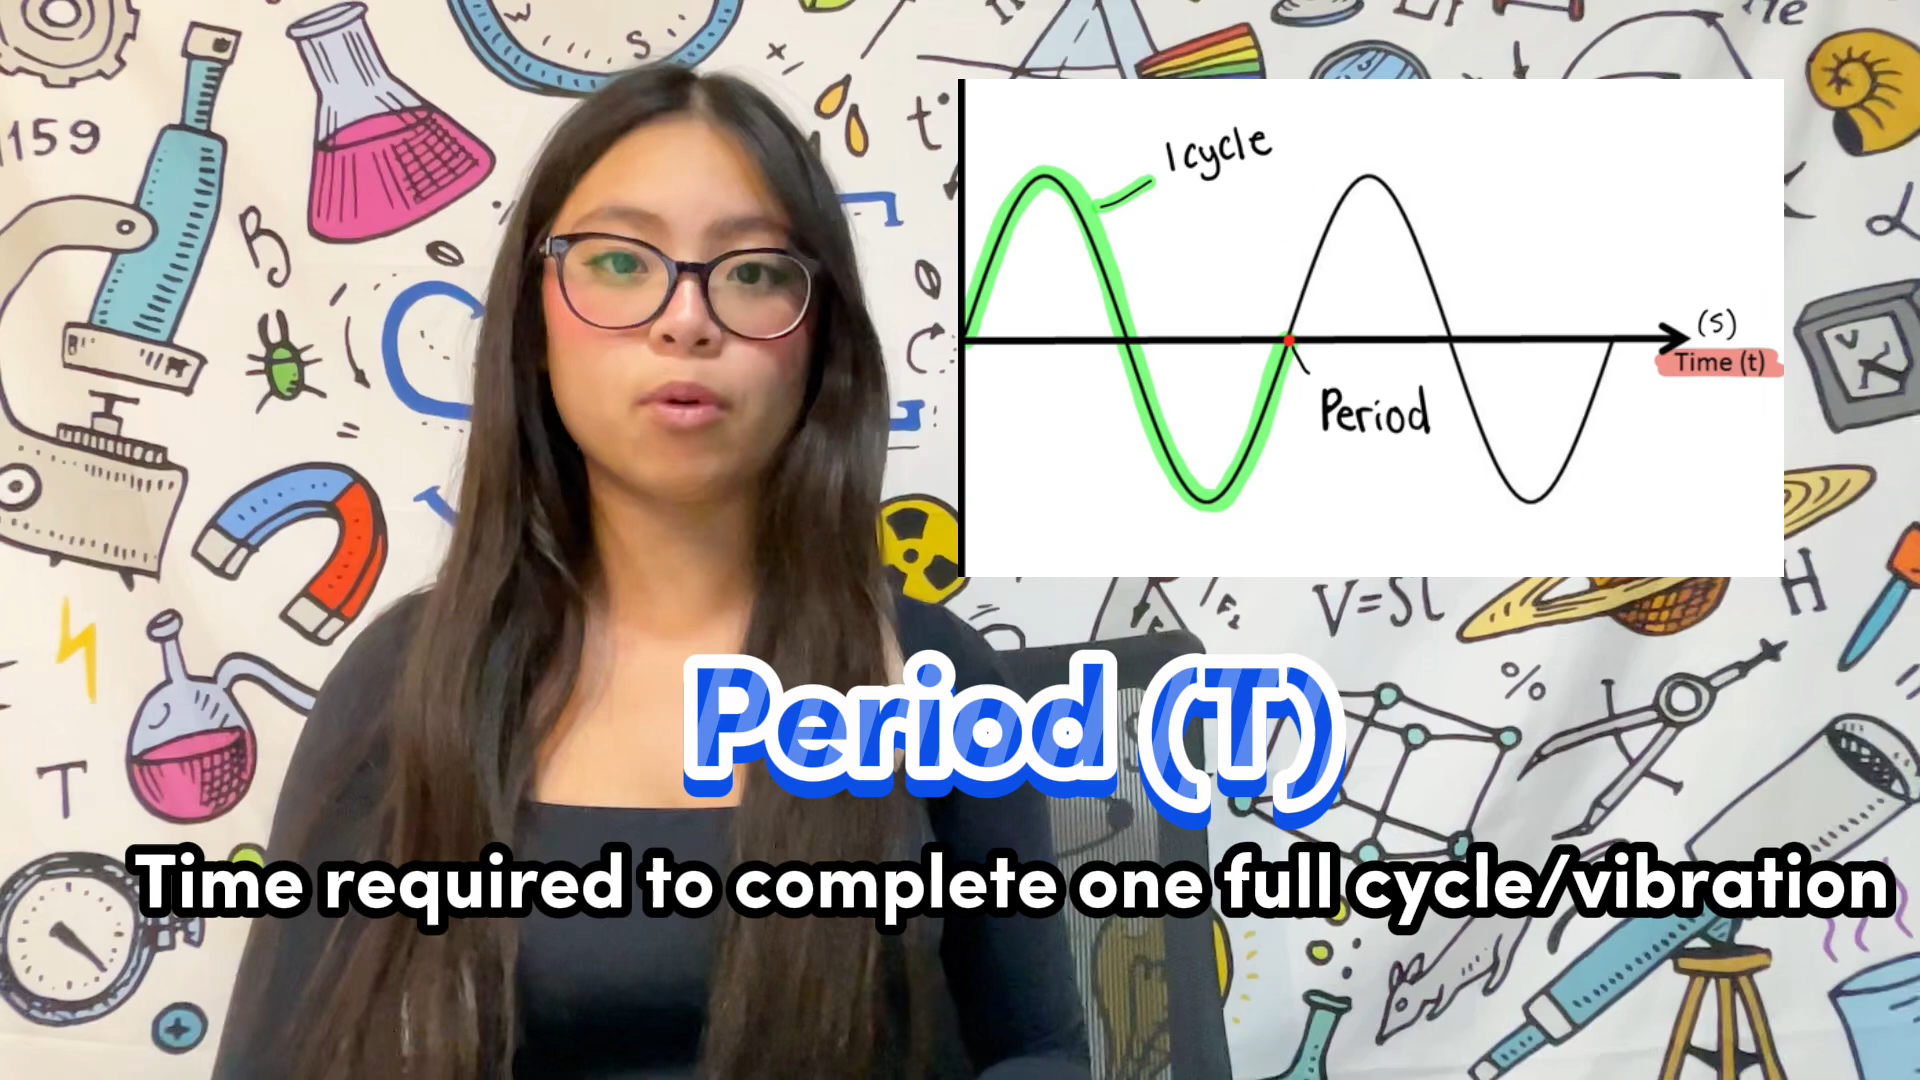 159
1 cycle
(s)
Time (t)
Period
V=SL
H
%
T
Period (T)
Time required to complete one full cycle/vibration